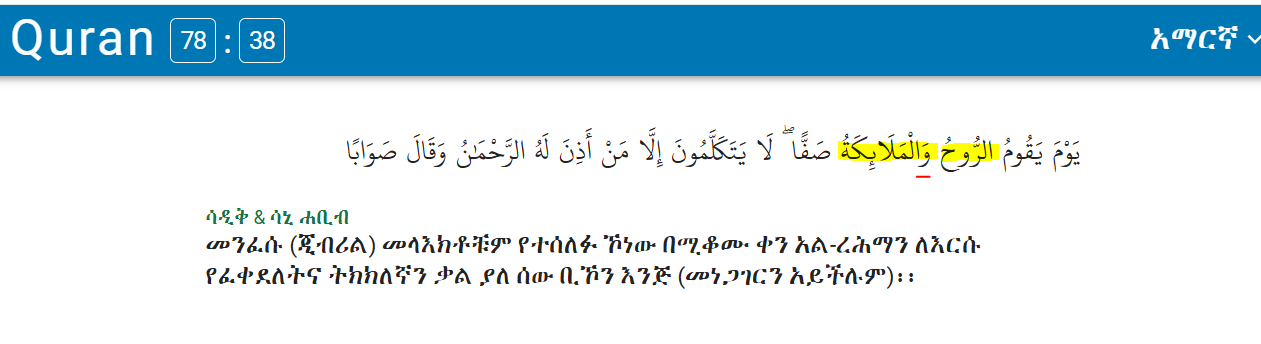 Quran 78 : 38 አማርኛ
يَوْمَ يَقُومُ الرُّوحُ وَالْمَلَائِكَةُ صَفًّا ۖ لَا يَتَكَلَّمُونَ إِلَّا مَنْ أَذِنَ لَهُ الرَّحْمَٰنُ وَقَالَ صَوَابًا
ሳዲቅ & ሳኒ ሐቢብ
መንፈሱ (ጂብሪል) መላእክቶቹም የተሰለፉ ኾነው በሚቆሙ ቀን አል-ረሕማን ለእርሱ
የፈቀደለትና ትክክለኛን ቃል ያለ ሰው ቢኾን እንጅ (መነጋገርን አይችሉም)፡፡